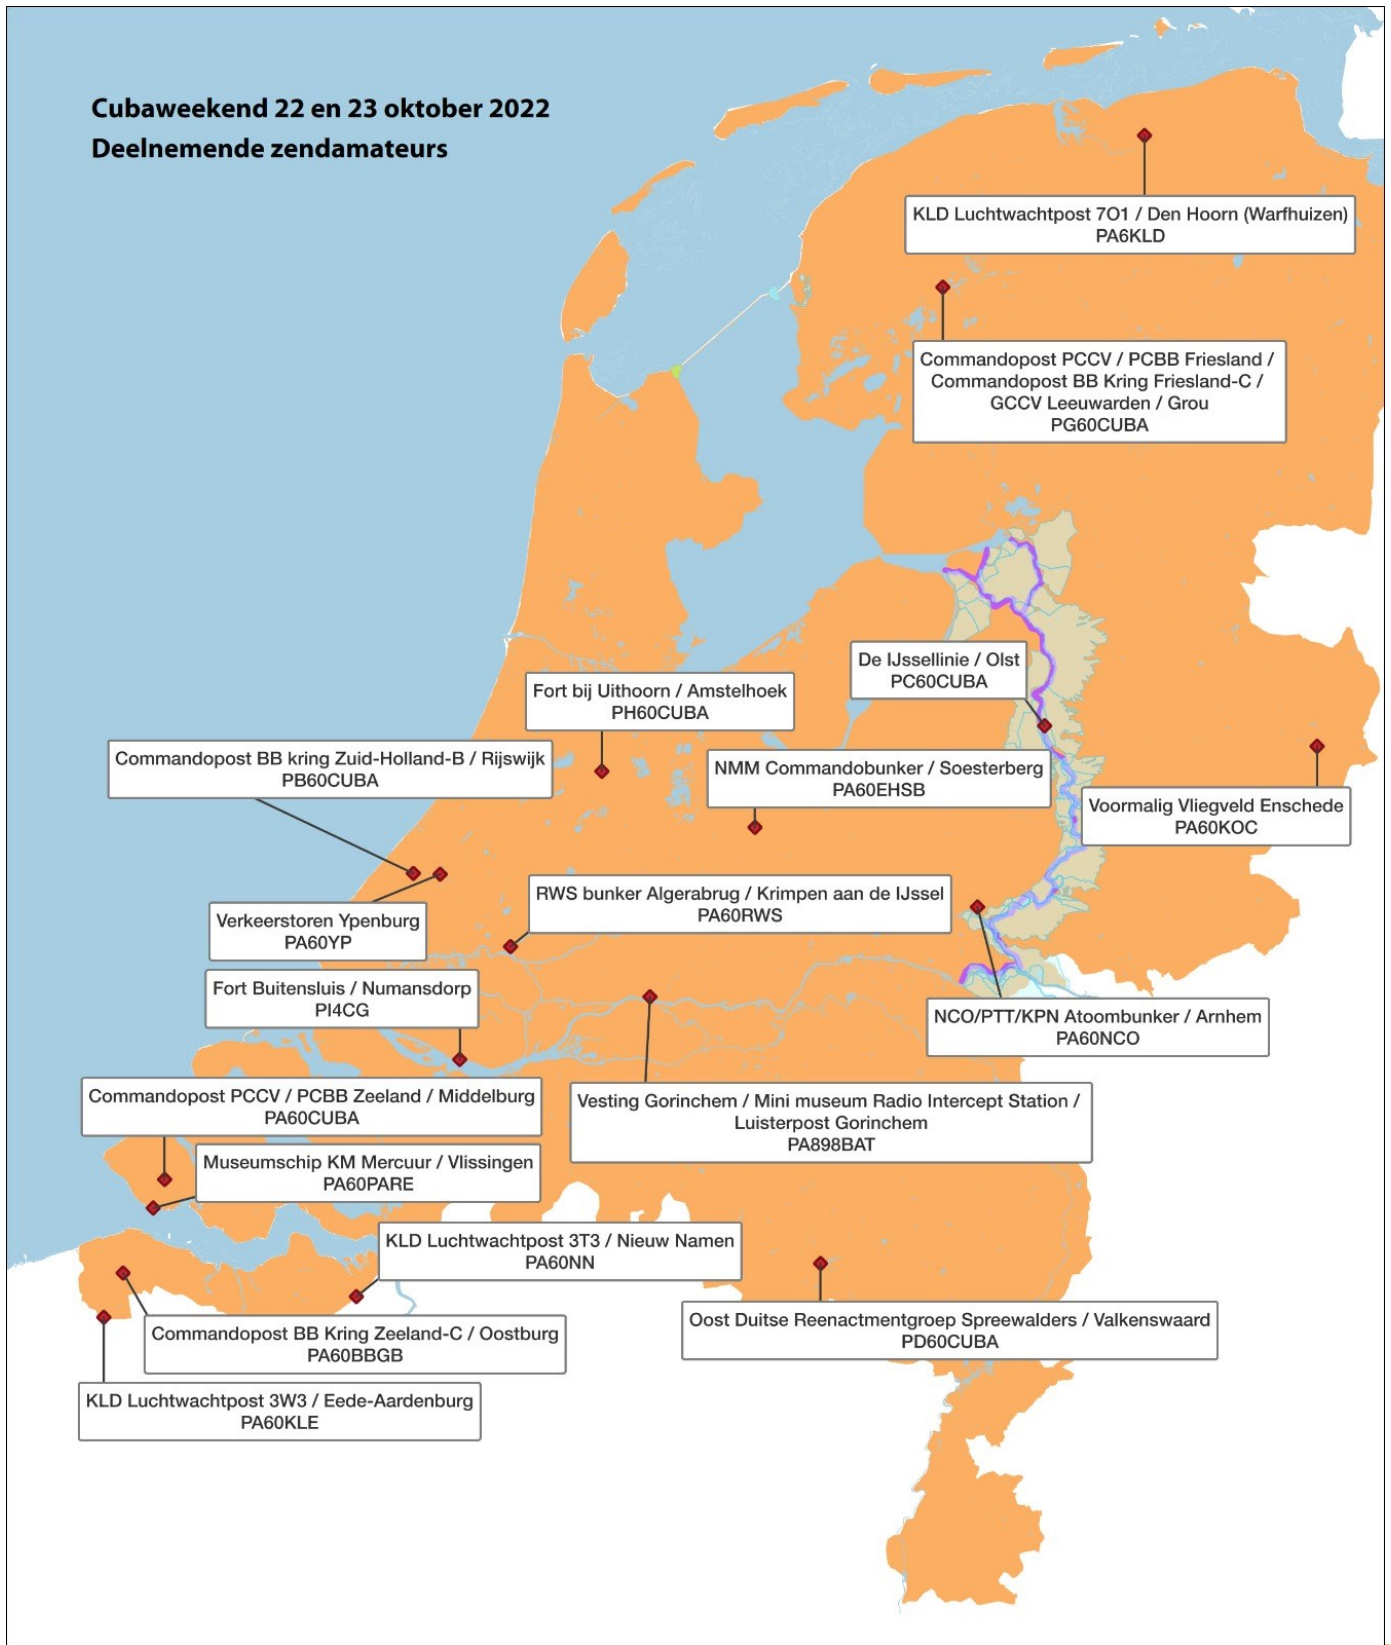 Cubaweekend 22 en 23 oktober 2022
Deelnemende zendamateurs
KLD Luchtwachtpost 7O1 / Den Hoorn (Warfhuizen)
PA6KLD
Commandopost PCCV / PCBB Friesland /
Commandopost BB Kring Friesland-C /
GCCV Leeuwarden / Grou
PG60CUBA
De IJssellinie / Olst
PC60CUBA
Fort bij Uithoorn / Amstelhoek
PH60CUBA
Commandopost BB kring Zuid-Holland-B / Rijswijk
PB60CUBA
NMM Commandobunker / Soesterberg
PA60EHSB
Voormalig Vliegveld Enschede
PA60KOC
RWS bunker Algerabrug / Krimpen aan de IJssel
PA60RWS
Verkeerstoren Ypenburg
PA60YP
Fort Buitensluis / Numansdorp
PI4CG
NCO/PTT/KPN Atoombunker / Arnhem
PA60NCO
Commandopost PCCV / PCBB Zeeland / Middelburg
PA60CUBA
Vesting Gorinchem / Mini museum Radio Intercept Station /
Luisterpost Gorinchem
PA898BAT
Museumschip KM Mercuur / Vlissingen
PA60PARE
KLD Luchtwachtpost 3T3 / Nieuw Namen
PA60NN
Oost Duitse Reenactmentgroep Spreewalders / Valkenswaard
PD60CUBA
Commandopost BB Kring Zeeland-C / Oostburg
PA60BBGB
KLD Luchtwachtpost 3W3 / Eede-Aardenburg
PA60KLE